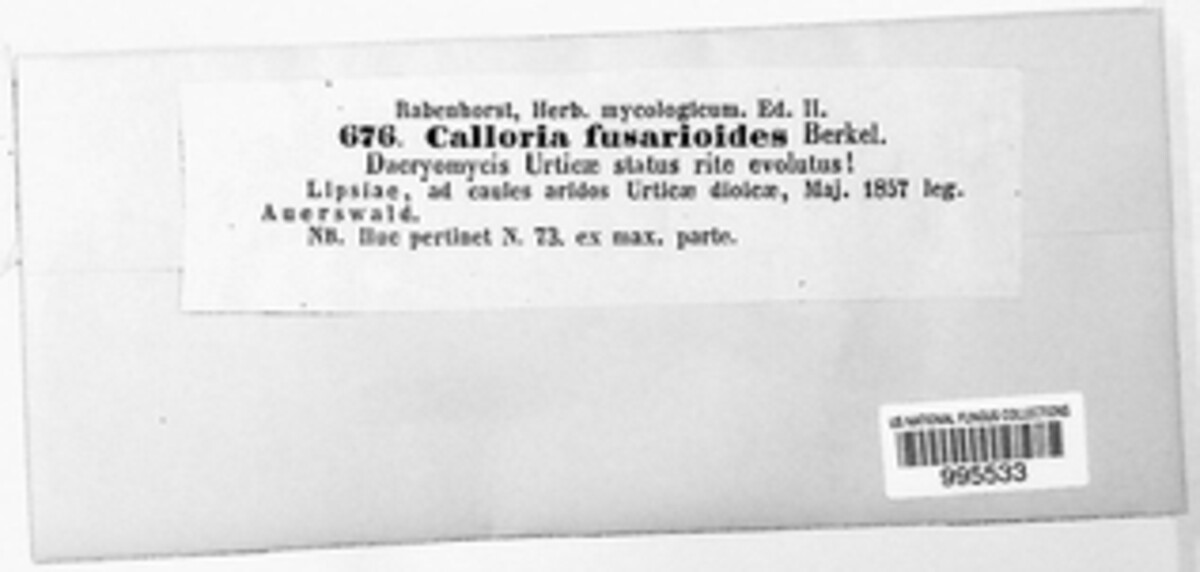 Rabenhorst, Herb. mycologicum. Ed. II.
676. Calloria fusarioides Berkel.
Dacryomycis Urticæ status rite evolutus!
Lipsiae, ad caules aridos Urticæ dioicæ, Maj. 1857 leg.
Auerswald.
NB. Huc pertinet N. 73. ex max. parte.
US NATIONAL FUNGUS COLLECTIONS
995533